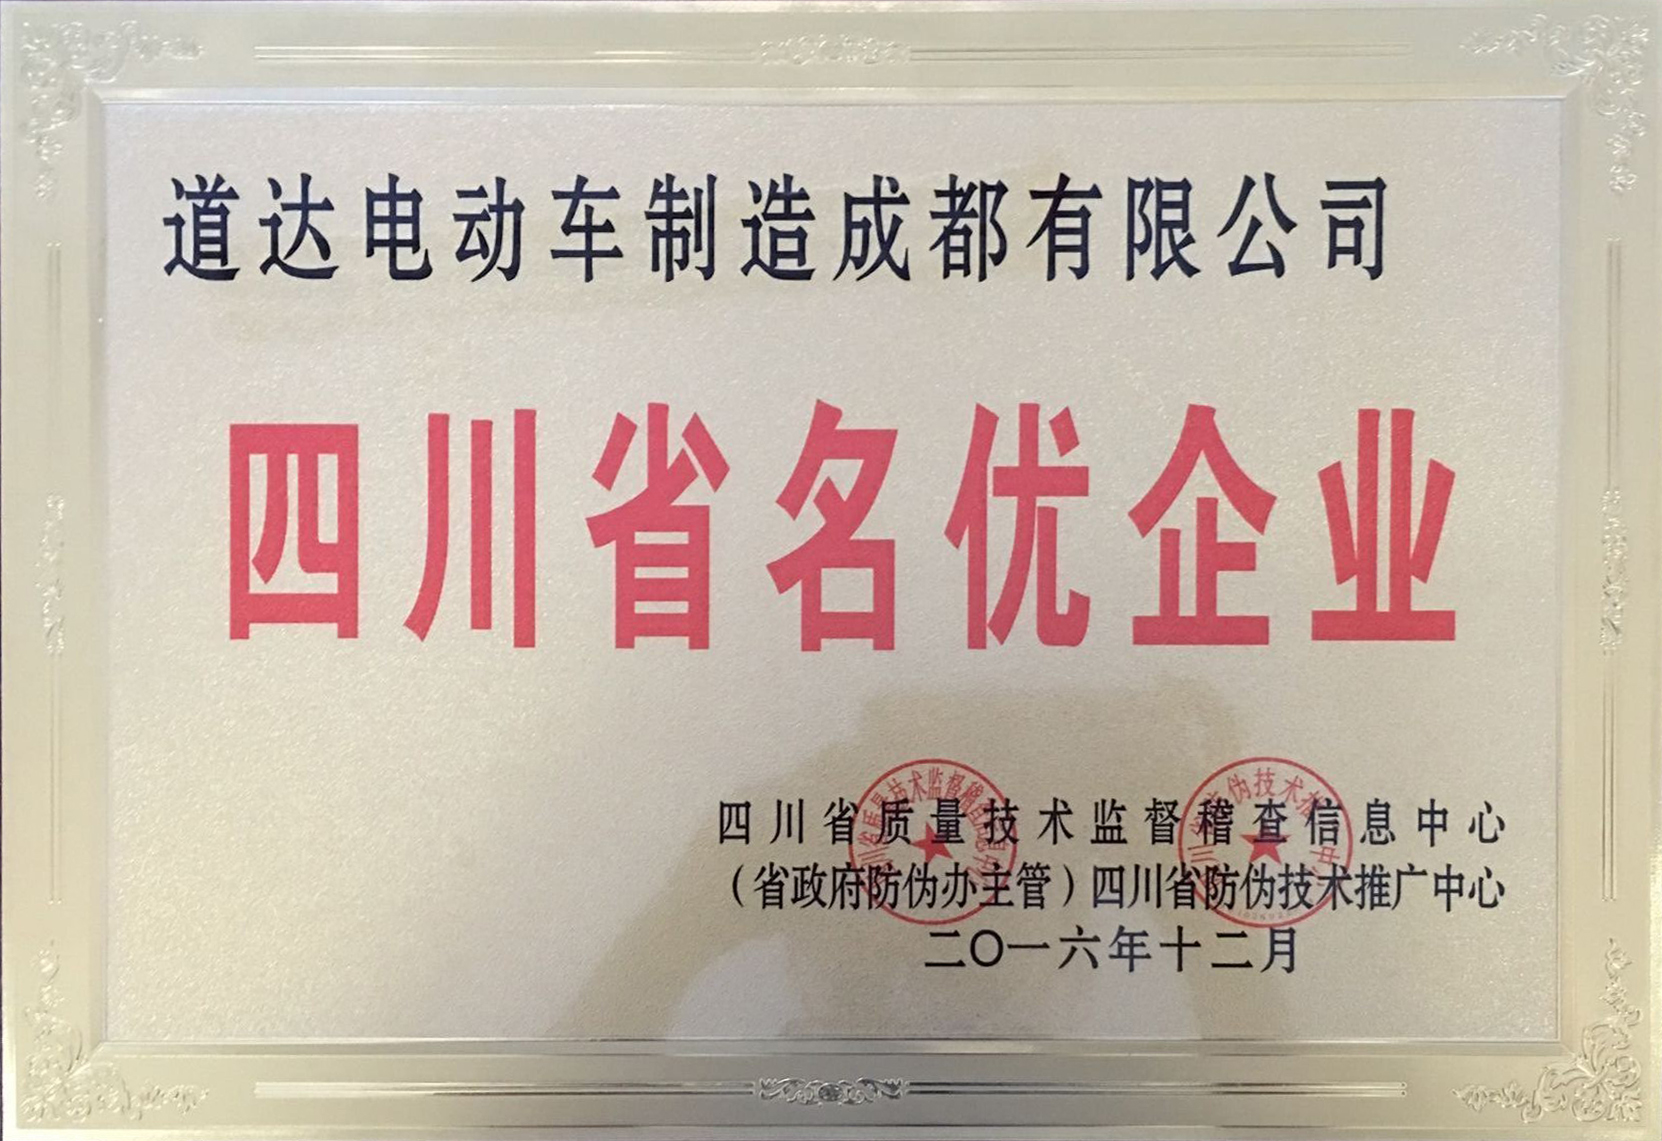 道达电动车制造成都有限公司
四川省名优企业
四川省质量技术监督稽查信息中心
（省政府防伪办主管）四川省防伪技术推广中心
二〇一六年十二月